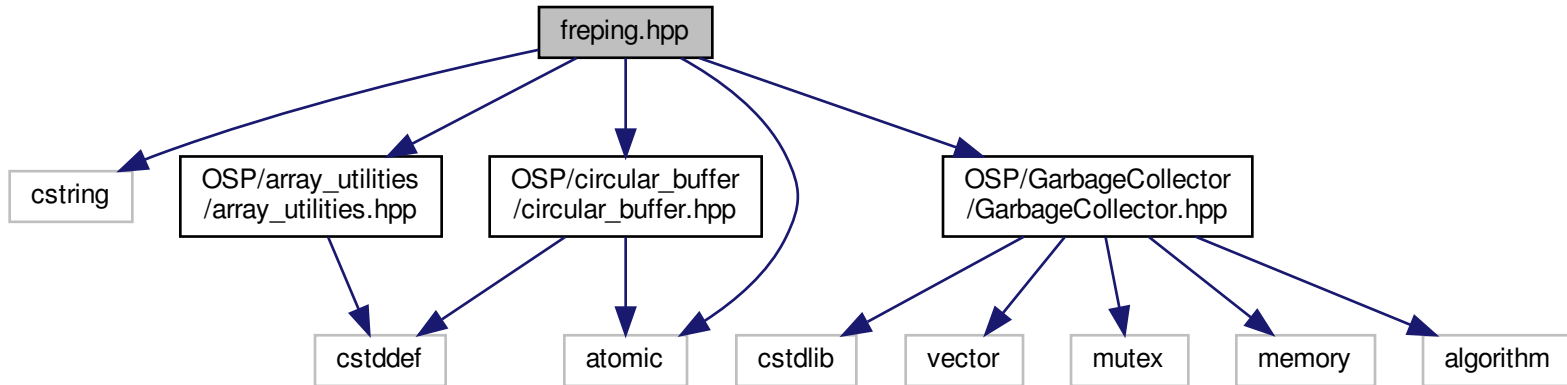 freping.hpp
cstring
OSP/array_utilities
/array_utilities.hpp
OSP/circular_buffer
/circular_buffer.hpp
OSP/GarbageCollector
/GarbageCollector.hpp
cstddef
atomic
cstdlib
vector
mutex
memory
algorithm